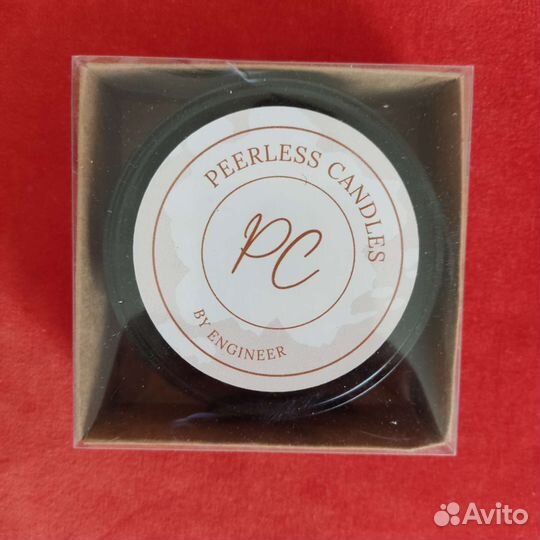 PEERLESS CANDLES
PC
BY ENGINEER
Avito